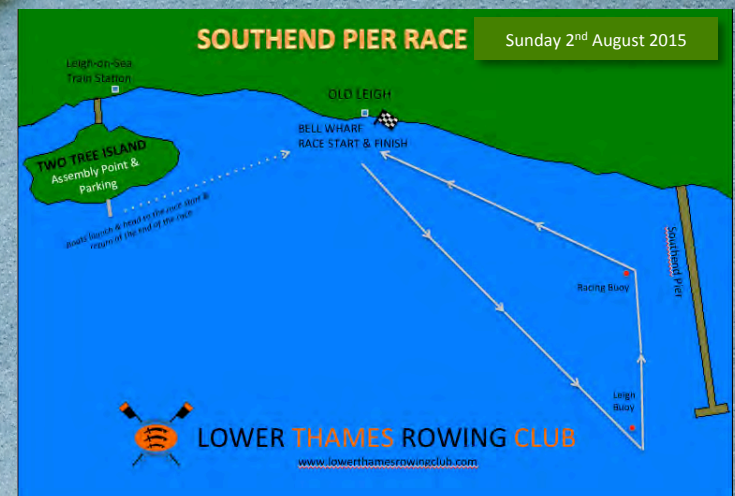 SOUTHEND PIER RACE
Sunday 2nd August 2015
Leigh-on-Sea
Train Station
OLD LEIGH
BELL WHARF
RACE START & FINISH
TWO TREE ISLAND
Assembly Point &
Parking
Boats launch & head to the race start &
return at the end of the race
Southend Pier
Racing Buoy
Leigh
Buoy
LOWER THAMES ROWING CLUB
www.lowerthamesrowingclub.com